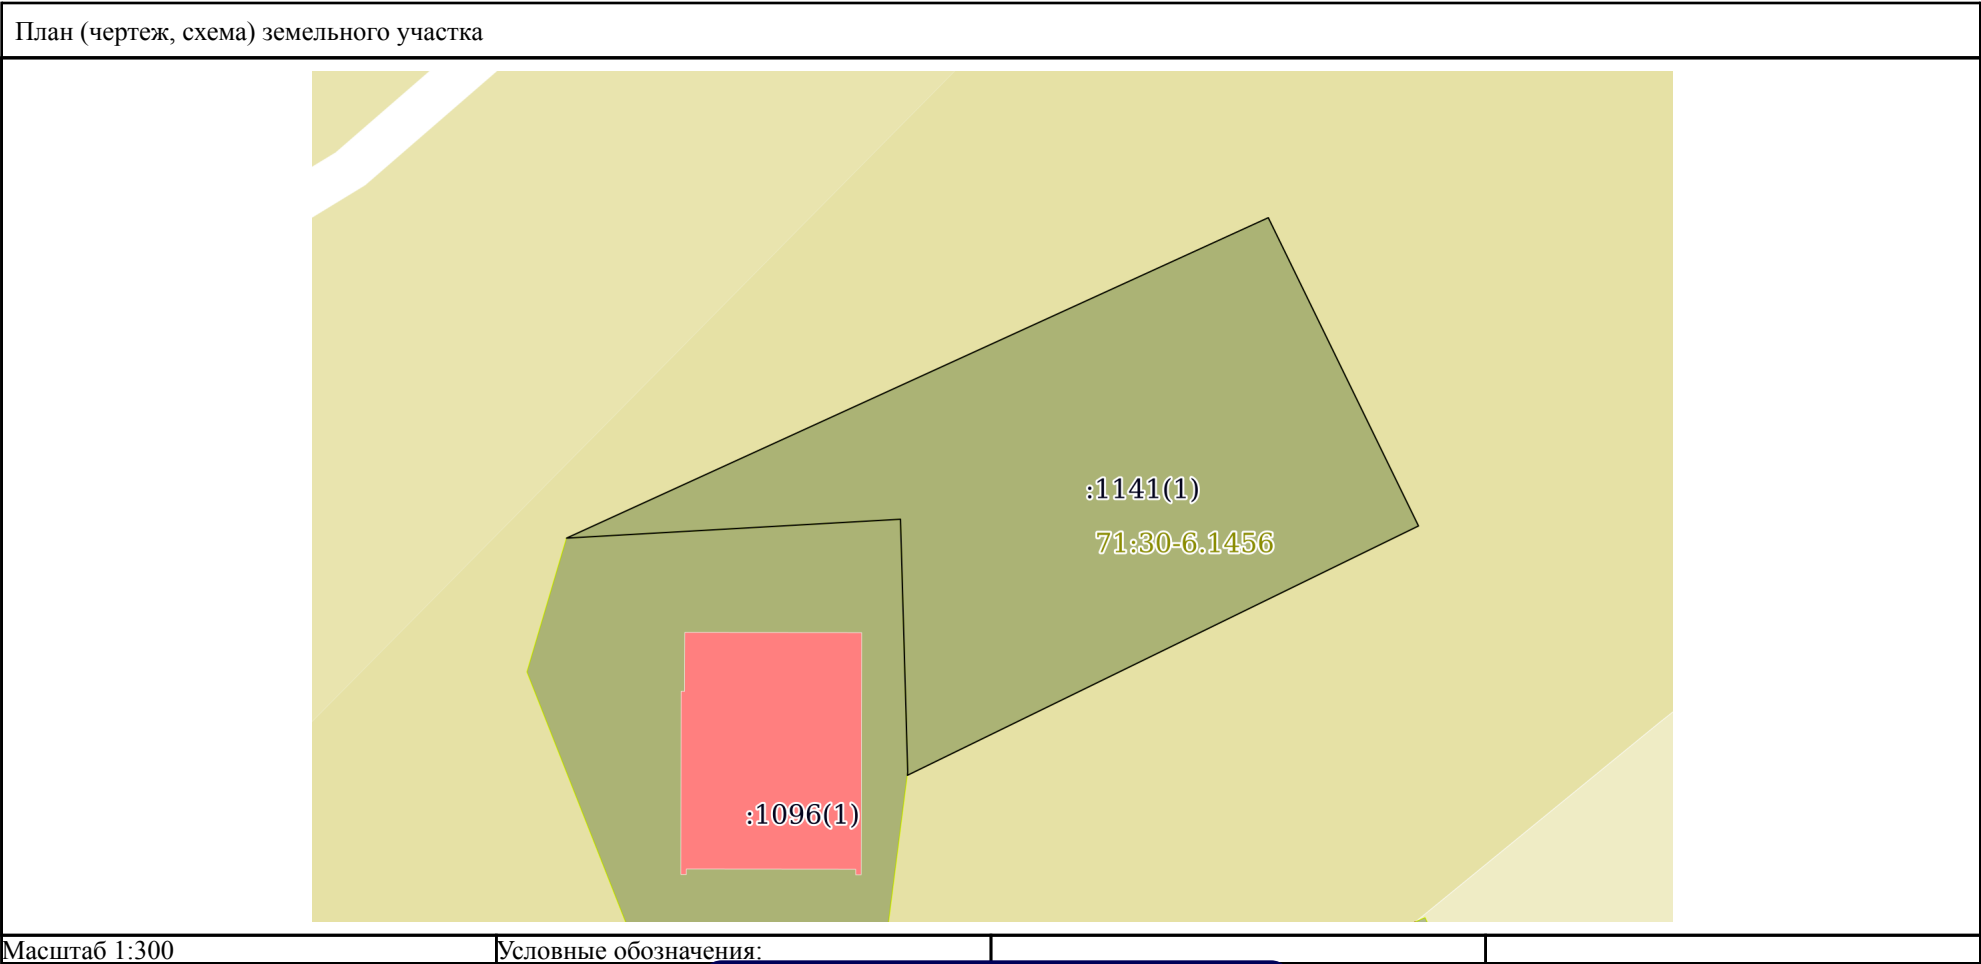 План (чертеж, схема) земельного участка
:1141(1)
71:30-6.1456
:1096(1)
Масштаб 1:300
Условные обозначения: